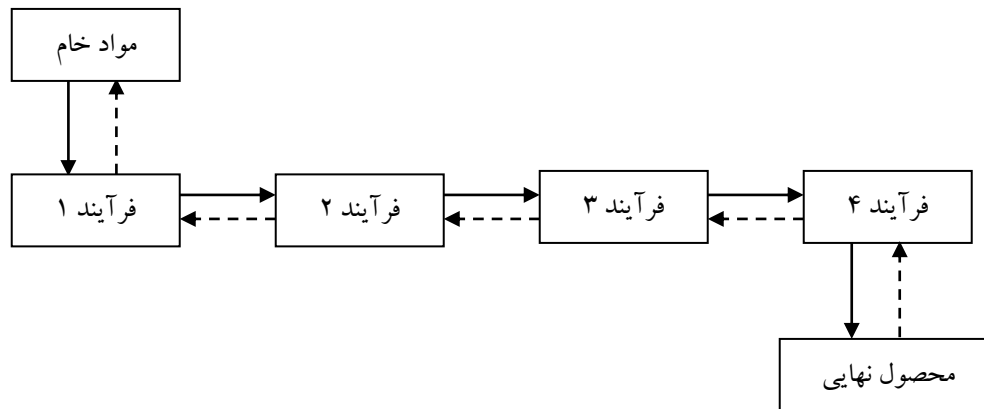 مواد خام
فرآیند ۱
فرآیند ۲
فرآیند ۳
فرآیند ۴
محصول نهایی